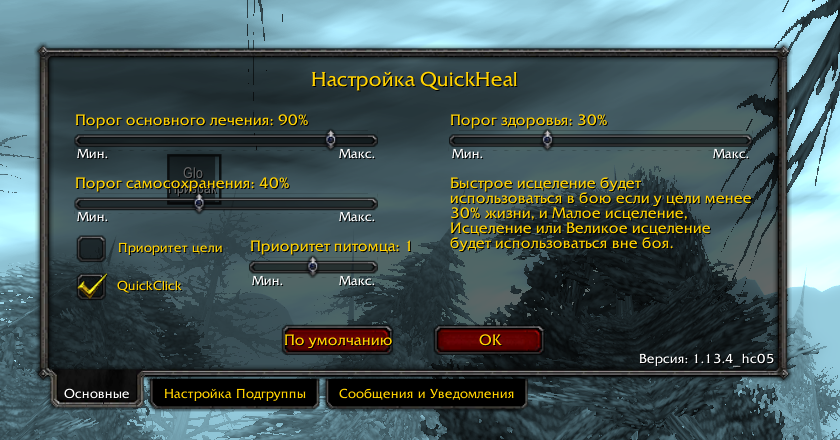 Настройка QuickHeal
Порог основного лечения: 90%
Мин. Макс.
Glo
Порог самосохранения: 40%
Мин. Макс.
Приоритет цели
Приоритет питомца: 1
QuickClick
Мин. Макс.
Порог здоровья: 30%
Мин. Макс.
Быстрое исцеление будет
использоваться в бою если у цели менее
30% жизни, и Малое исцеление,
Исцеление или Великое исцеление
будет использоваться вне боя.
По умолчанию
OK
Версия: 1.13.4_hc05
Основные
Настройка Подгруппы
Сообщения и Уведомления